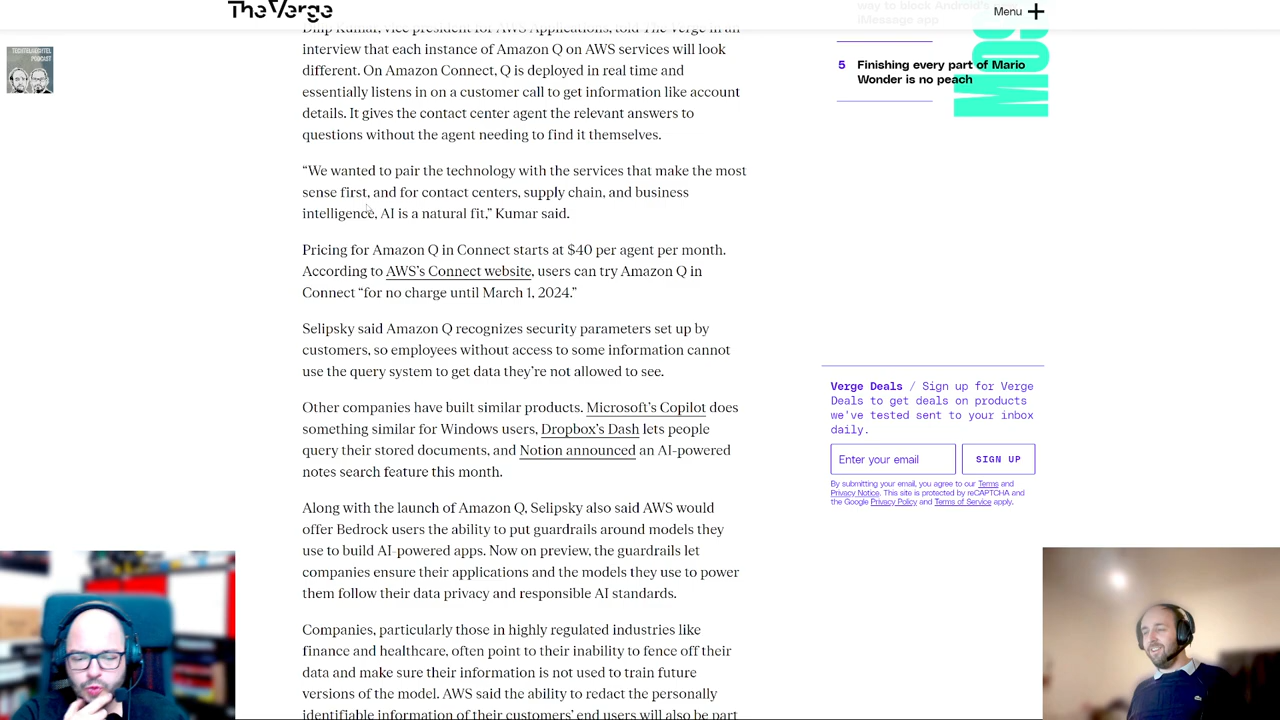 The Verge
Menu
way to block Android's
iMessage app
5 Finishing every part of Mario
Wonder is no peach
TECHTELMECHTEL
PODCAST
Dilip Kumar, vice president for AWS Applications, told The Verge in an
interview that each instance of Amazon Q on AWS services will look
different. On Amazon Connect, Q is deployed in real time and
essentially listens in on a customer call to get information like account
details. It gives the contact center agent the relevant answers to
questions without the agent needing to find it themselves.
“We wanted to pair the technology with the services that make the most
sense first, and for contact centers, supply chain, and business
intelligence, AI is a natural fit,” Kumar said.
Pricing for Amazon Q in Connect starts at $40 per agent per month.
According to AWS’s Connect website, users can try Amazon Q in
Connect “for no charge until March 1, 2024.”
Selipsky said Amazon Q recognizes security parameters set up by
customers, so employees without access to some information cannot
use the query system to get data they’re not allowed to see.
Other companies have built similar products. Microsoft’s Copilot does
something similar for Windows users, Dropbox’s Dash lets people
query their stored documents, and Notion announced an AI-powered
notes search feature this month.
Along with the launch of Amazon Q, Selipsky also said AWS would
offer Bedrock users the ability to put guardrails around models they
use to build AI-powered apps. Now on preview, the guardrails let
companies ensure their applications and the models they use to power
them follow their data privacy and responsible AI standards.
Companies, particularly those in highly regulated industries like
finance and healthcare, often point to their inability to fence off their
data and make sure their information is not used to train future
versions of the model. AWS said the ability to redact the personally
identifiable information of their customers’ end users will also be part
Verge Deals / Sign up for Verge
Deals to get deals on products
we've tested sent to your inbox
daily.
Enter your email
SIGN UP
By submitting your email, you agree to our Terms and
Privacy Notice. This site is protected by reCAPTCHA and
the Google Privacy Policy and Terms of Service apply.